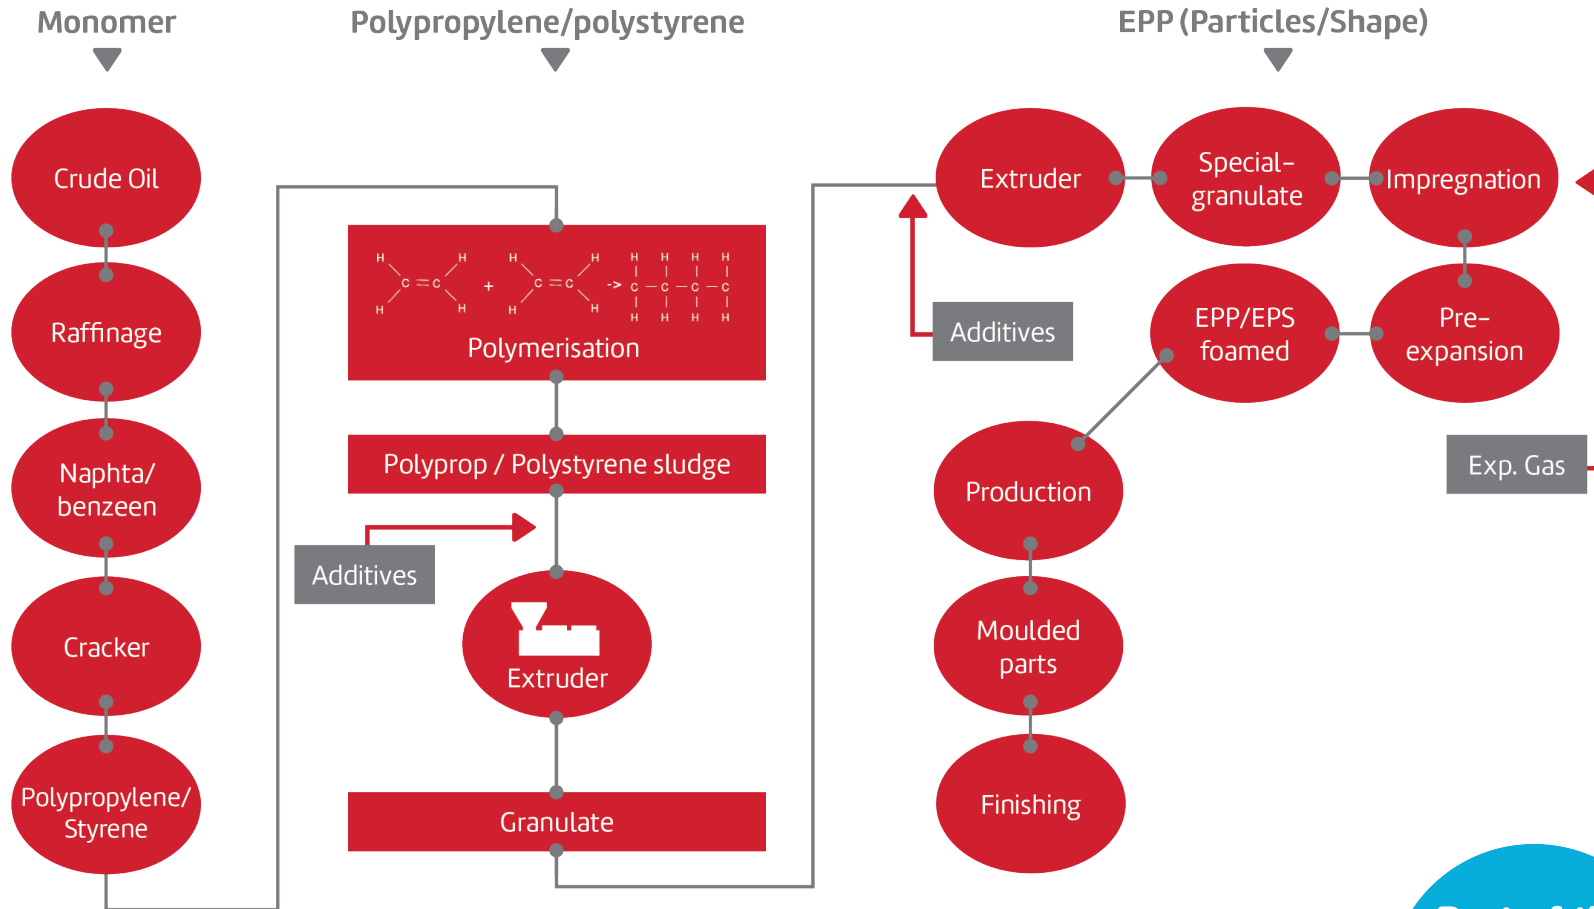 Monomer
Polypropylene/polystyrene
EPP (Particles/Shape)
Crude Oil
Raffinage
Naphta/
benzeen
Cracker
Polypropylene/
Styrene
H H H H H H H H
C = C + C = C -> C – C – C – C
H H H H H H H H
Polymerisation
Polyprop / Polystyrene sludge
Additives
Extruder
Granulate
Extruder
Special-
granulate
Impregnation
Additives
EPP/EPS
foamed
Pre-
expansion
Exp. Gas
Production
Moulded
parts
Finishing